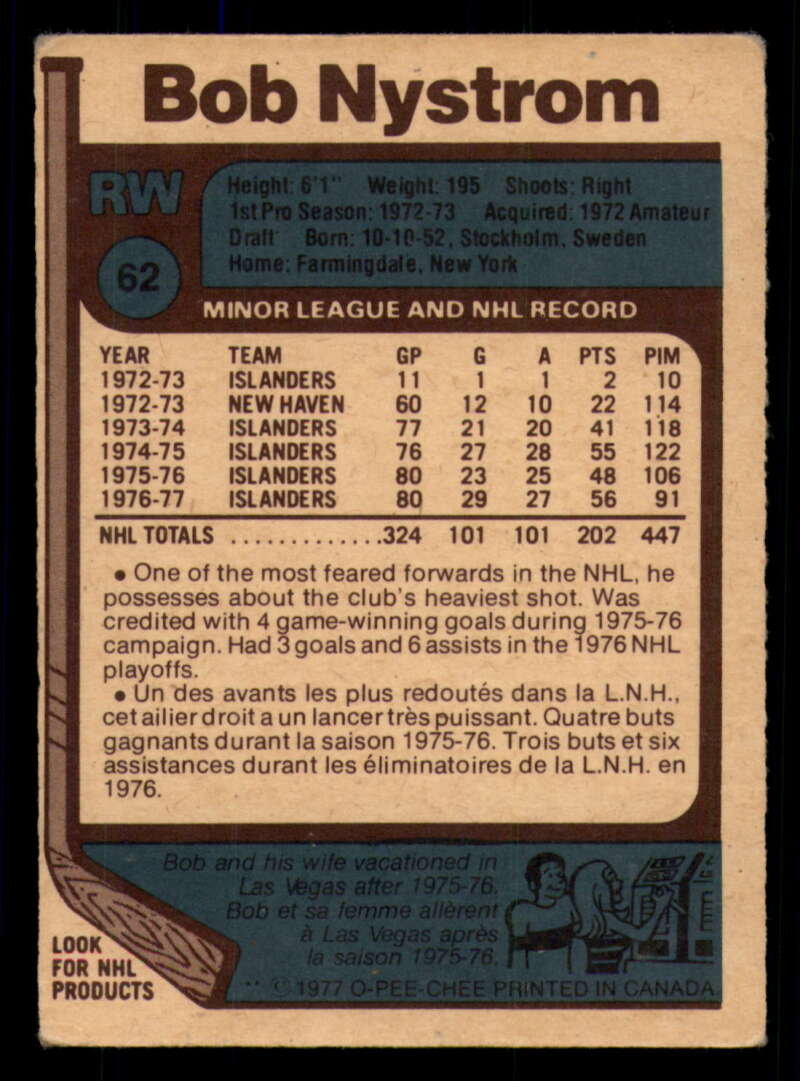 Bob Nystrom
RW
Height: 6'1" Weight: 195 Shoots: Right
1st Pro Season: 1972-73 Acquired: 1972 Amateur
Draft Born: 10-10-52, Stockholm, Sweden
Home: Farmingdale, New York
62
MINOR LEAGUE AND NHL RECORD
YEAR TEAM GP G A PTS PIM
1972-73 ISLANDERS 11 1 1 2 10
1972-73 NEW HAVEN 60 12 10 22 114
1973-74 ISLANDERS 77 21 20 41 118
1974-75 ISLANDERS 76 27 28 55 122
1975-76 ISLANDERS 80 23 25 48 106
1976-77 ISLANDERS 80 29 27 56 91
NHL TOTALS .............324 101 101 202 447
• One of the most feared forwards in the NHL, he
possesses about the club's heaviest shot. Was
credited with 4 game-winning goals during 1975-76
campaign. Had 3 goals and 6 assists in the 1976 NHL
playoffs.
• Un des avants les plus redoutés dans la L.N.H.,
cet ailier droit a un lancer très puissant. Quatre buts
gagnants durant la saison 1975-76. Trois buts et six
assistances durant les éliminatoires de la L.N.H. en
1976.
Bob and his wife vacationed in
Las Vegas after 1975-76.
Bob et sa femme allèrent
à Las Vegas après
la saison 1975-76.
LOOK
FOR NHL
PRODUCTS
** © 1977 O-PEE-CHEE PRINTED IN CANADA